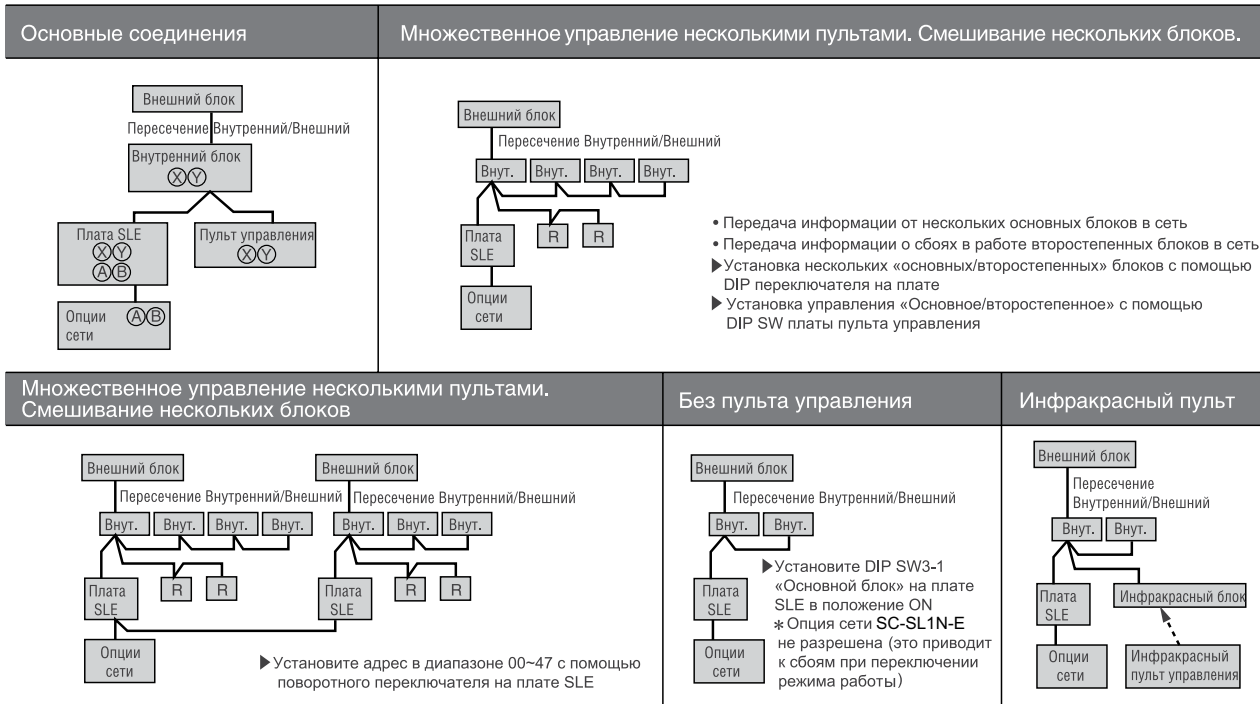 Основные соединения
Внешний блок
Пересечение Внутренний/Внешний
Внутренний блок
X Y
Плата SLE
X Y
A B
Пульт управления
X Y
Опции A B
сети
Множественное управление несколькими пультами. Смешивание нескольких блоков.
Внешний блок
Пересечение Внутренний/Внешний
Внут. Внут. Внут. Внут.
Плата
SLE
R R
Опции
сети
• Передача информации от нескольких основных блоков в сеть
• Передача информации о сбоях в работе второстепенных блоков в сеть
▶Установка нескольких «основных/второстепенных» блоков с помощью
DIP переключателя на плате
▶ Установка управления «Основное/второстепенное» с помощью
DIP SW платы пульта управления
Множественное управление несколькими пультами.
Смешивание нескольких блоков
Внешний блок
Пересечение Внутренний/Внешний
Внут. Внут. Внут. Внут.
Плата
SLE
R R
Опции
сети
Внешний блок
Пересечение Внутренний/Внешний
Внут. Внут. Внут.
Плата
SLE
R R
▶Установите адрес в диапазоне 00~47 с помощью
поворотного переключателя на плате SLE
Без пульта управления
Внешний блок
Пересечение Внутренний/Внешний
Внут. Внут.
Плата
SLE
Опции
сети
▶Установите DIP SW3-1
«Основной блок» на плате
SLE в положение ON
* Опция сети SC-SL1N-E
не разрешена (это приводит
к сбоям при переключении
режима работы)
Инфракрасный пульт
Внешний блок
Пересечение
Внутренний/Внешний
Внут. Внут.
Плата
SLE
Инфракрасный блок
Опции
сети
Инфракрасный
пульт управления